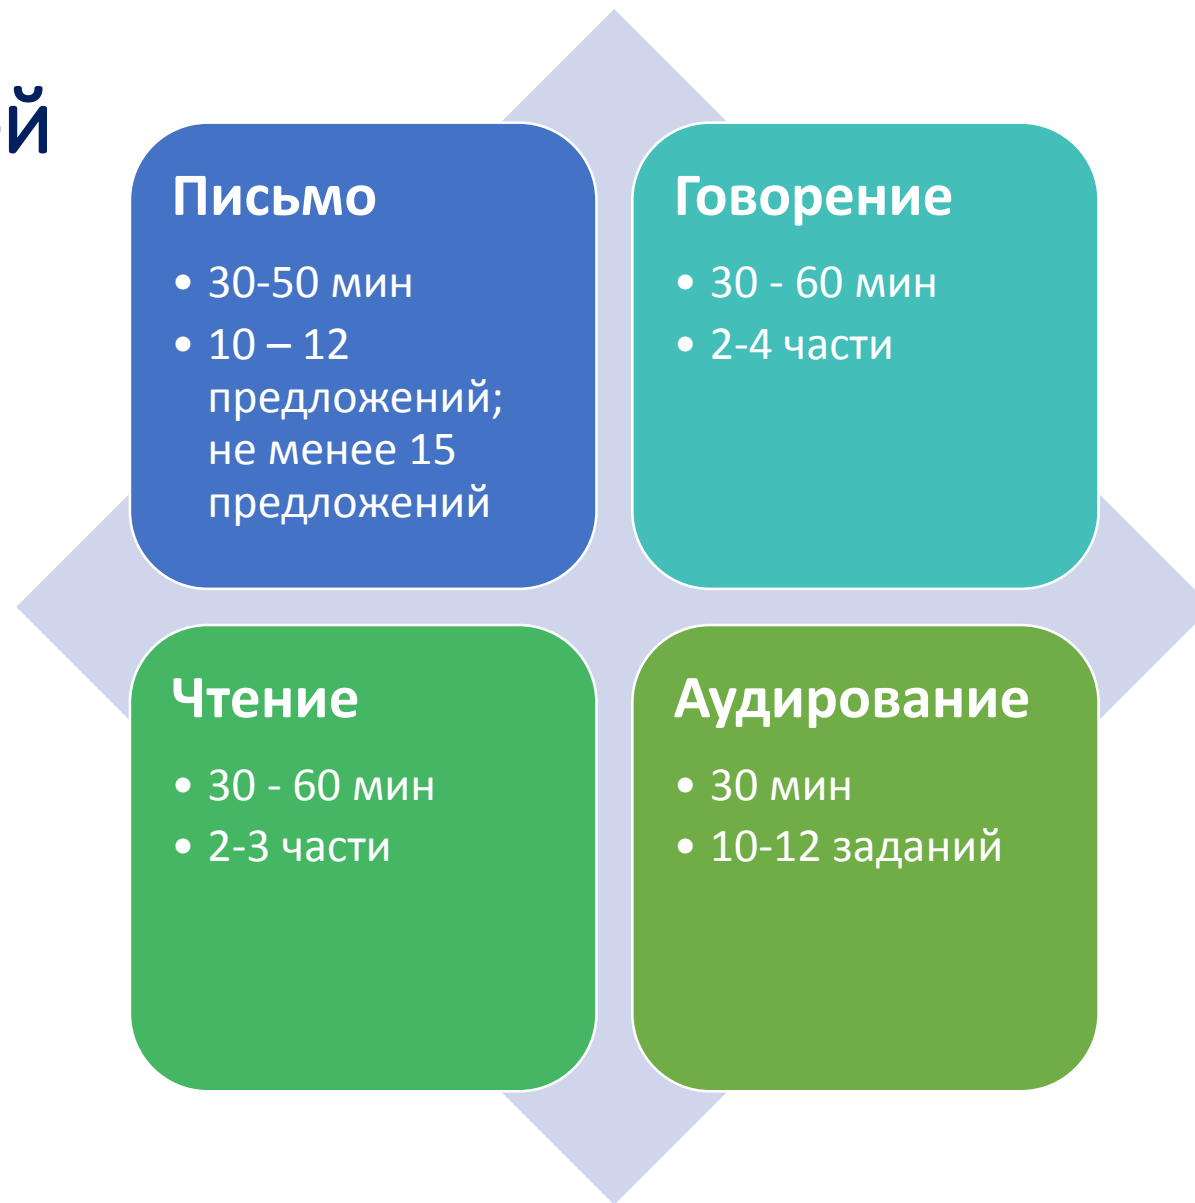 Письмо
• 30-50 мин
• 10 – 12
предложений;
не менее 15
предложений
Говорение
• 30 - 60 мин
• 2-4 части
Чтение
• 30 - 60 мин
• 2-3 части
Аудирование
• 30 мин
• 10-12 заданий